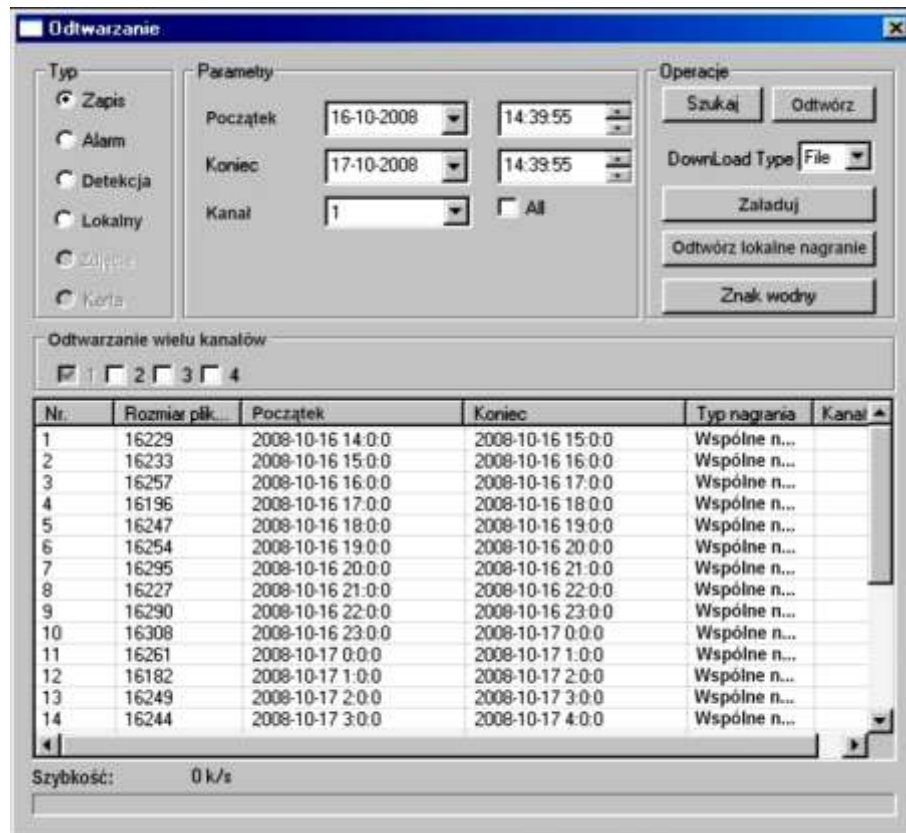 Odtwarzanie
Typ
Zapis
Alarm
Detekcja
Lokalny
Zdjęcie
Karta
Parametry
Początek 16-10-2008 14:39:55
Koniec 17-10-2008 14:39:55
Kanał 1 All
Operacje
Szukaj Odtwórz
DownLoad Type File
Załaduj
Odtwórz lokalne nagranie
Znak wodny
Odtwarzanie wielu kanałów
1 2 3 4
Nr. Rozmiar plik... Początek Koniec Typ nagrania Kanał
1 16229 2008-10-16 14:0:0 2008-10-16 15:0:0 Wspólne n...
2 16233 2008-10-16 15:0:0 2008-10-16 16:0:0 Wspólne n...
3 16257 2008-10-16 16:0:0 2008-10-16 17:0:0 Wspólne n...
4 16196 2008-10-16 17:0:0 2008-10-16 18:0:0 Wspólne n...
5 16247 2008-10-16 18:0:0 2008-10-16 19:0:0 Wspólne n...
6 16254 2008-10-16 19:0:0 2008-10-16 20:0:0 Wspólne n...
7 16295 2008-10-16 20:0:0 2008-10-16 21:0:0 Wspólne n...
8 16227 2008-10-16 21:0:0 2008-10-16 22:0:0 Wspólne n...
9 16290 2008-10-16 22:0:0 2008-10-16 23:0:0 Wspólne n...
10 16308 2008-10-16 23:0:0 2008-10-17 0:0:0 Wspólne n...
11 16261 2008-10-17 0:0:0 2008-10-17 1:0:0 Wspólne n...
12 16182 2008-10-17 1:0:0 2008-10-17 2:0:0 Wspólne n...
13 16249 2008-10-17 2:0:0 2008-10-17 3:0:0 Wspólne n...
14 16244 2008-10-17 3:0:0 2008-10-17 4:0:0 Wspólne n...
Szybkość: 0 k/s